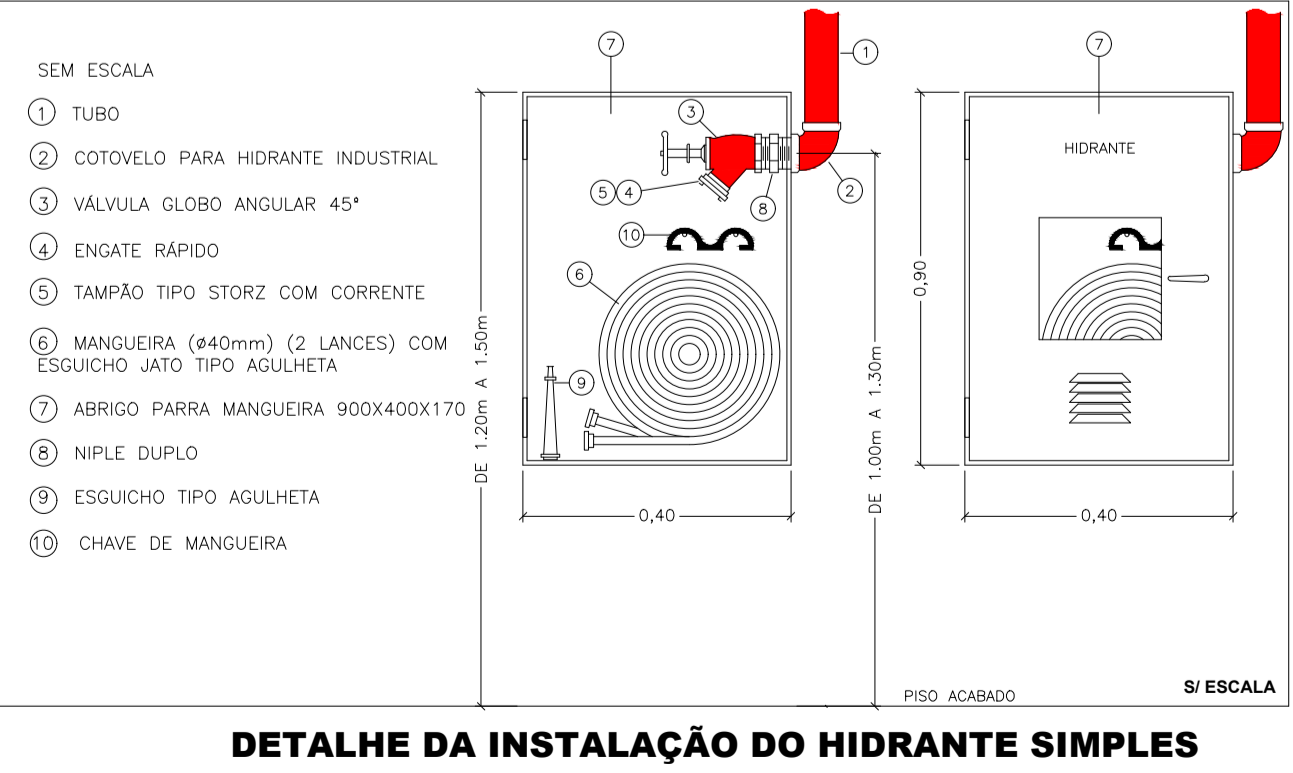 SEM ESCALA
1 TUBO
2 COTOVELO PARA HIDRANTE INDUSTRIAL
3 VÁLVULA GLOBO ANGULAR 45°
4 ENGATE RÁPIDO
5 TAMPÃO TIPO STORZ COM CORRENTE
6 MANGUEIRA (ø40mm) (2 LANCES) COM
ESGUICHO JATO TIPO AGULHETA
7 ABRIGO PARRA MANGUEIRA 900X400X170
8 NIPLE DUPLO
9 ESGUICHO TIPO AGULHETA
10 CHAVE DE MANGUEIRA
DE 1.20m A 1.50m
7
1
3
5 4
2
8
10
6
9
0,40
DE 1.00m A 1.30m
7
HIDRANTE
0,90
0,40
PISO ACABADO
S/ ESCALA
DETALHE DA INSTALAÇÃO DO HIDRANTE SIMPLES